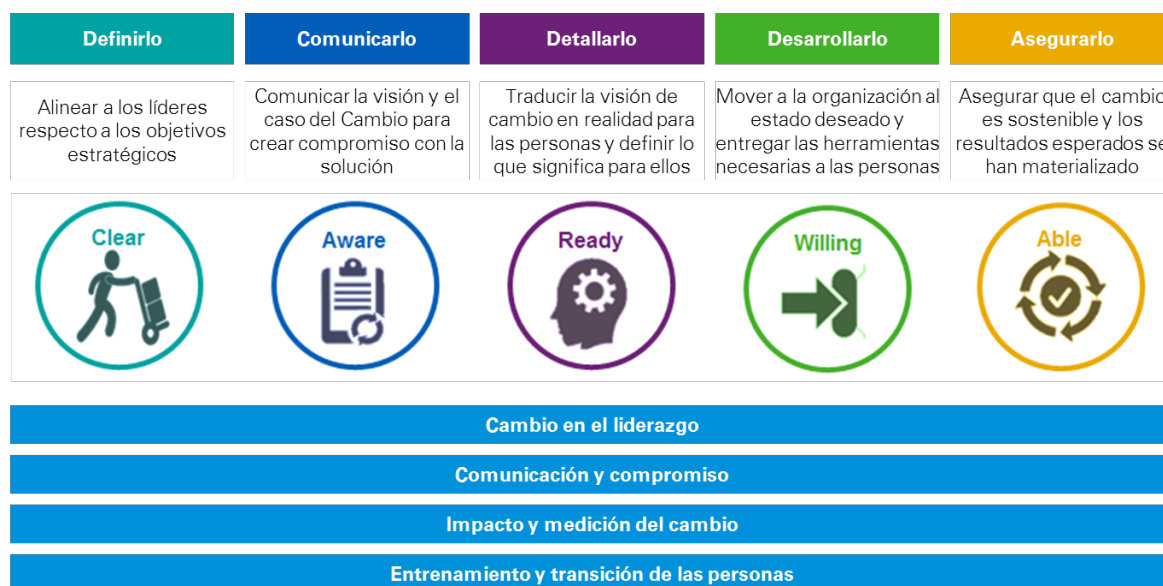 Definirlo
Comunicarlo
Detallarlo
Desarrollarlo
Asegurarlo
Alinear a los líderes
respecto a los objetivos
estratégicos
Comunicar la visión y el
caso del Cambio para
crear compromiso con la
solución
Traducir la visión de
cambio en realidad para
las personas y definir lo
que significa para ellos
Mover a la organización al
estado deseado y
entregar las herramientas
necesarias a las personas
Asegurar que el cambio
es sostenible y los
resultados esperados se
han materializado
Clear
Aware
Ready
Willing
Able
Cambio en el liderazgo
Comunicación y compromiso
Impacto y medición del cambio
Entrenamiento y transición de las personas